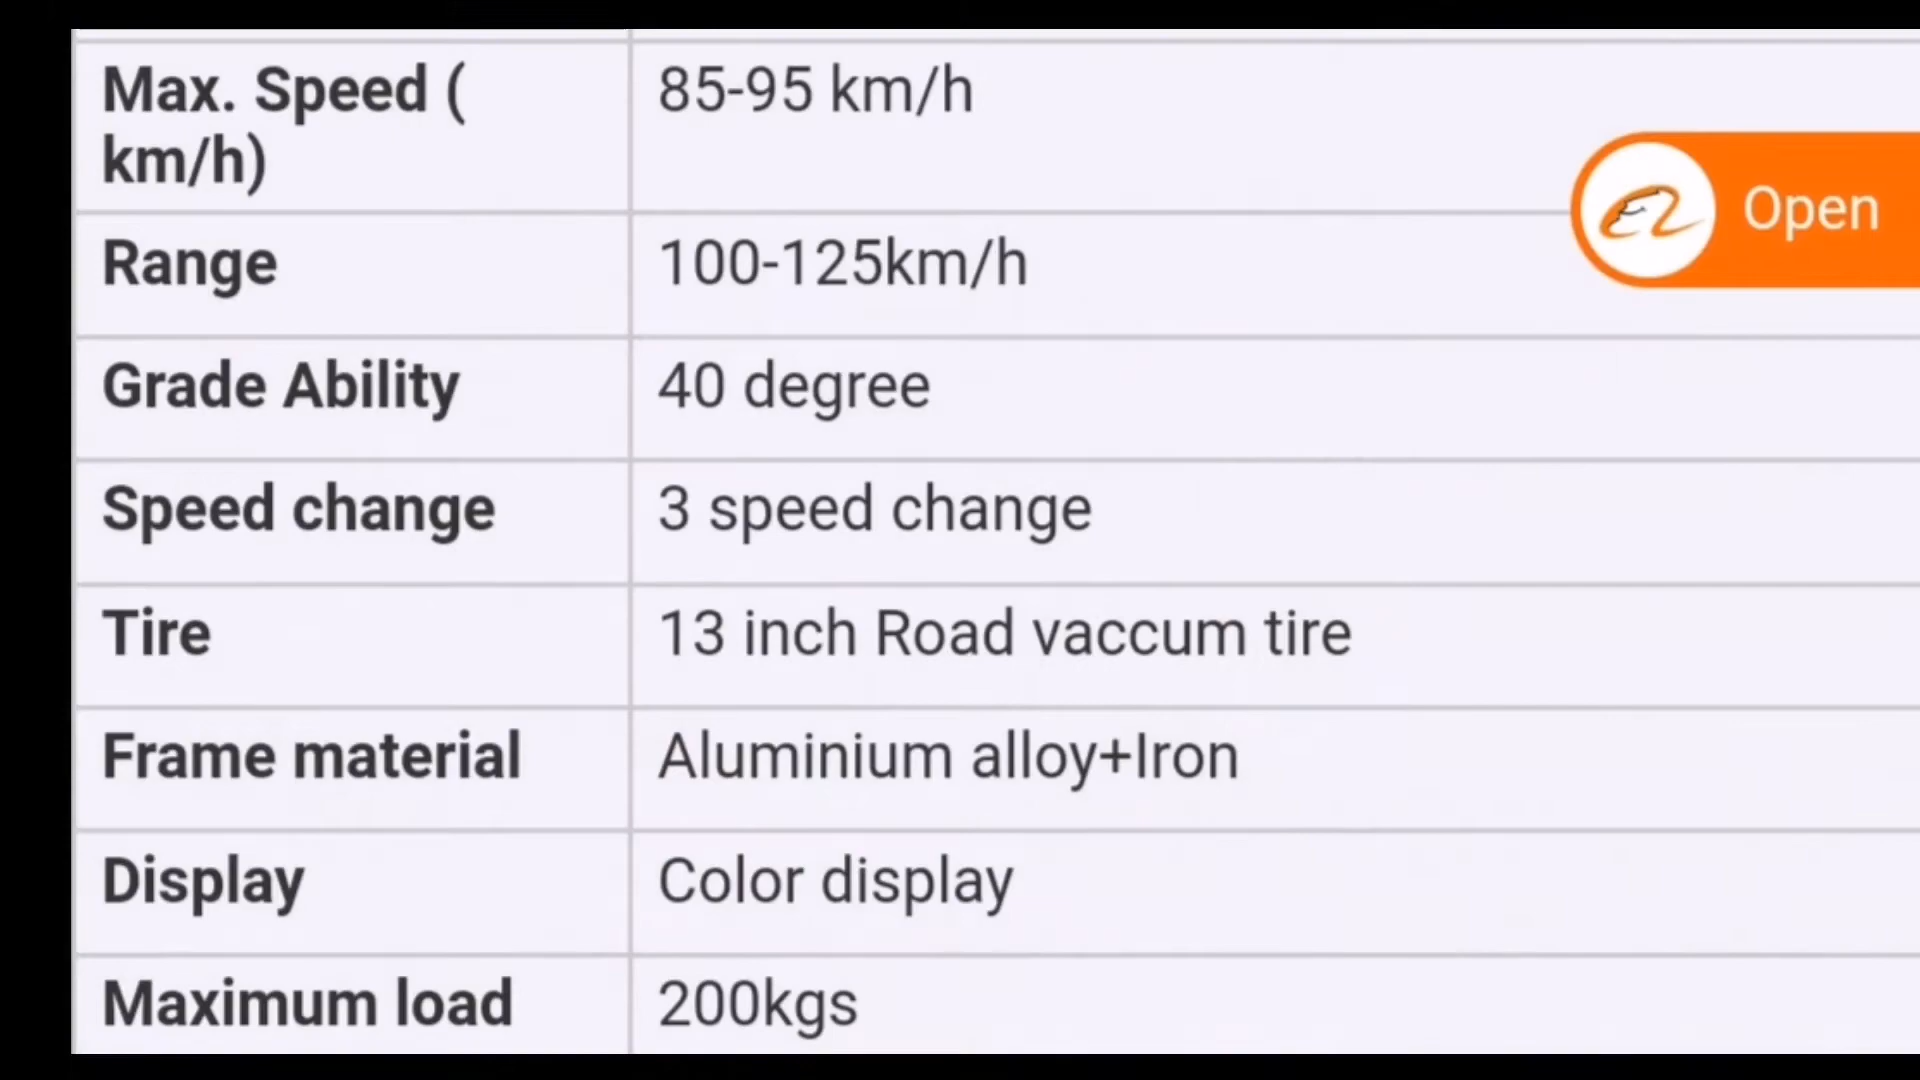 Max. Speed (
km/h)
85-95 km/h
Open
Range
100-125km/h
Grade Ability
40 degree
Speed change
3 speed change
Tire
13 inch Road vaccum tire
Frame material
Aluminium alloy+Iron
Display
Color display
Maximum load
200kgs